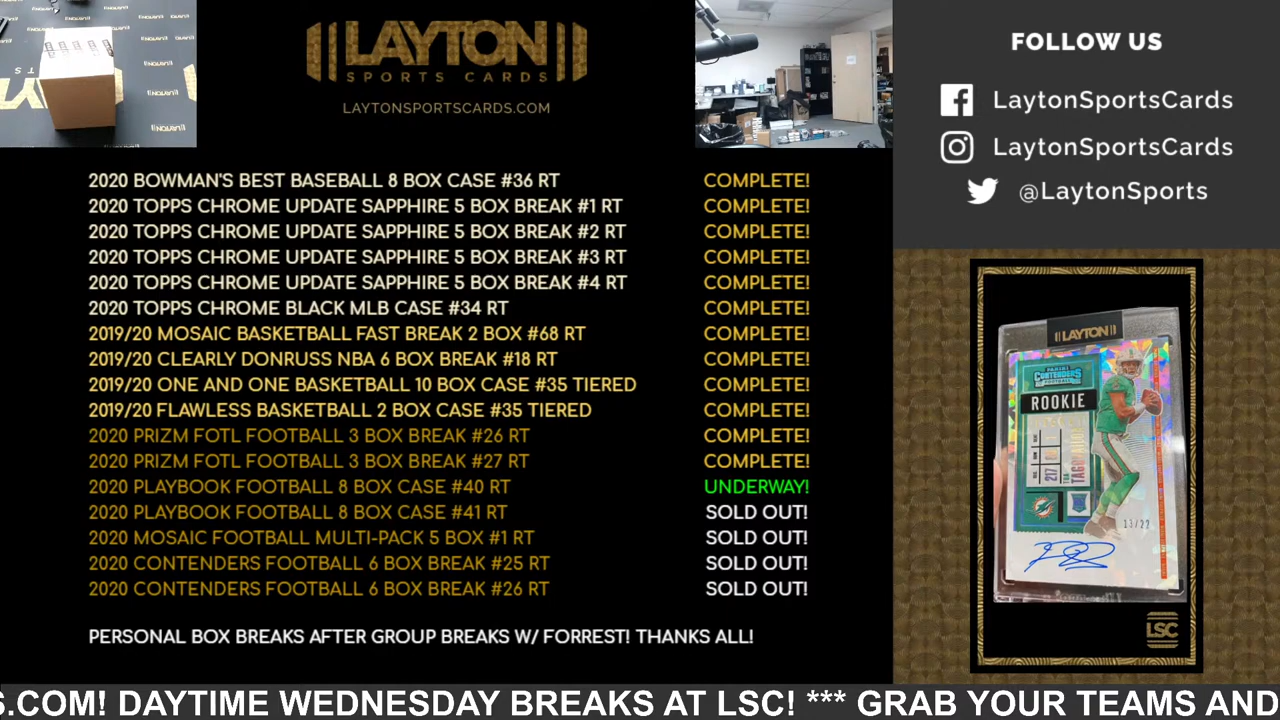 LAYTON
SPORTS CARDS
LAYTONSPORTSCARDS.COM
FOLLOW US
LaytonSportsCards
LaytonSportsCards
@LaytonSports
2020 BOWMAN'S BEST BASEBALL 8 BOX CASE #36 RT COMPLETE!
2020 TOPPS CHROME UPDATE SAPPHIRE 5 BOX BREAK #1 RT COMPLETE!
2020 TOPPS CHROME UPDATE SAPPHIRE 5 BOX BREAK #2 RT COMPLETE!
2020 TOPPS CHROME UPDATE SAPPHIRE 5 BOX BREAK #3 RT COMPLETE!
2020 TOPPS CHROME UPDATE SAPPHIRE 5 BOX BREAK #4 RT COMPLETE!
2020 TOPPS CHROME BLACK MLB CASE #34 RT COMPLETE!
2019/20 MOSAIC BASKETBALL FAST BREAK 2 BOX #68 RT COMPLETE!
2019/20 CLEARLY DONRUSS NBA 6 BOX BREAK #18 RT COMPLETE!
2019/20 ONE AND ONE BASKETBALL 10 BOX CASE #35 TIERED COMPLETE!
2019/20 FLAWLESS BASKETBALL 2 BOX CASE #35 TIERED COMPLETE!
2020 PRIZM FOTL FOOTBALL 3 BOX BREAK #26 RT COMPLETE!
2020 PRIZM FOTL FOOTBALL 3 BOX BREAK #27 RT COMPLETE!
2020 PLAYBOOK FOOTBALL 8 BOX CASE #40 RT UNDERWAY!
2020 PLAYBOOK FOOTBALL 8 BOX CASE #41 RT SOLD OUT!
2020 MOSAIC FOOTBALL MULTI-PACK 5 BOX #1 RT SOLD OUT!
2020 CONTENDERS FOOTBALL 6 BOX BREAK #25 RT SOLD OUT!
2020 CONTENDERS FOOTBALL 6 BOX BREAK #26 RT SOLD OUT!
PERSONAL BOX BREAKS AFTER GROUP BREAKS W/ FORREST! THANKS ALL!
LAYTON
PANINI
CONTENDERS
FOOTBALL
ROOKIE
217
TUA
TAGOVAILOA
13/22
LSC
S.COM! DAYTIME WEDNESDAY BREAKS AT LSC! *** GRAB YOUR TEAMS AND